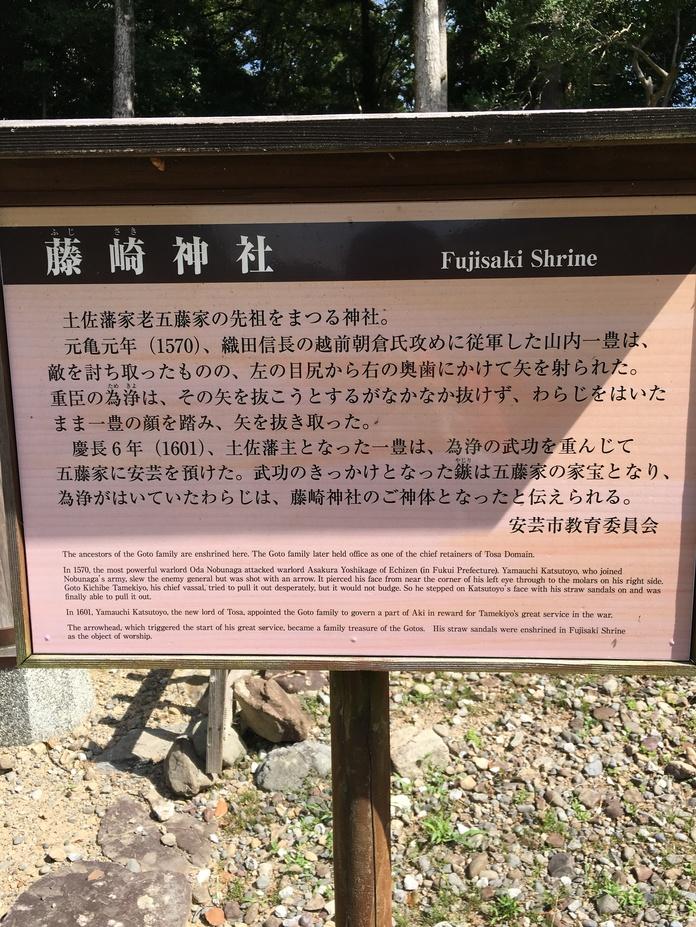 ふじ さき
藤崎神社 Fujisaki Shrine
土佐藩家老五藤家の先祖をまつる神社。
元亀元年（1570）、織田信長の越前朝倉氏攻めに従軍した山内一豊は、
敵を討ち取ったものの、左の目尻から右の奥歯にかけて矢を射られた。
ため きよ
重臣の為浄は、その矢を抜こうとするがなかなか抜けず、わらじをはいた
まま一豊の顔を踏み、矢を抜き取った。
慶長6年（1601）、土佐藩主となった一豊は、為浄の武功を重んじて
やじり
五藤家に安芸を預けた。武功のきっかけとなった鏃は五藤家の家宝となり、
為浄がはいていたわらじは、藤崎神社のご神体となったと伝えられる。
安芸市教育委員会
The ancestors of the Goto family are enshrined here. The Goto family later held office as one of the chief retainers of Tosa Domain.
In 1570, the most powerful warlord Oda Nobunaga attacked warlord Asakura Yoshikage of Echizen (in Fukui Prefecture). Yamauchi Katsutoyo, who joined
Nobunaga's army, slew the enemy general but was shot with an arrow. It pierced his face from near the corner of his left eye through to the molars on his right side.
Goto Kichibe Tamekiyo, his chief vassal, tried to pull it out desperately, but it would not budge. So he stepped on Katsutoyo's face with his straw sandals on and was
finally able to pull it out.
In 1601, Yamauchi Katsutoyo, the new lord of Tosa, appointed the Goto family to govern a part of Aki in reward for Tamekiyo's great service in the war.
The arrowhead, which triggered the start of his great service, became a family treasure of the Gotos. His straw sandals were enshrined in Fujisaki Shrine
as the object of worship.